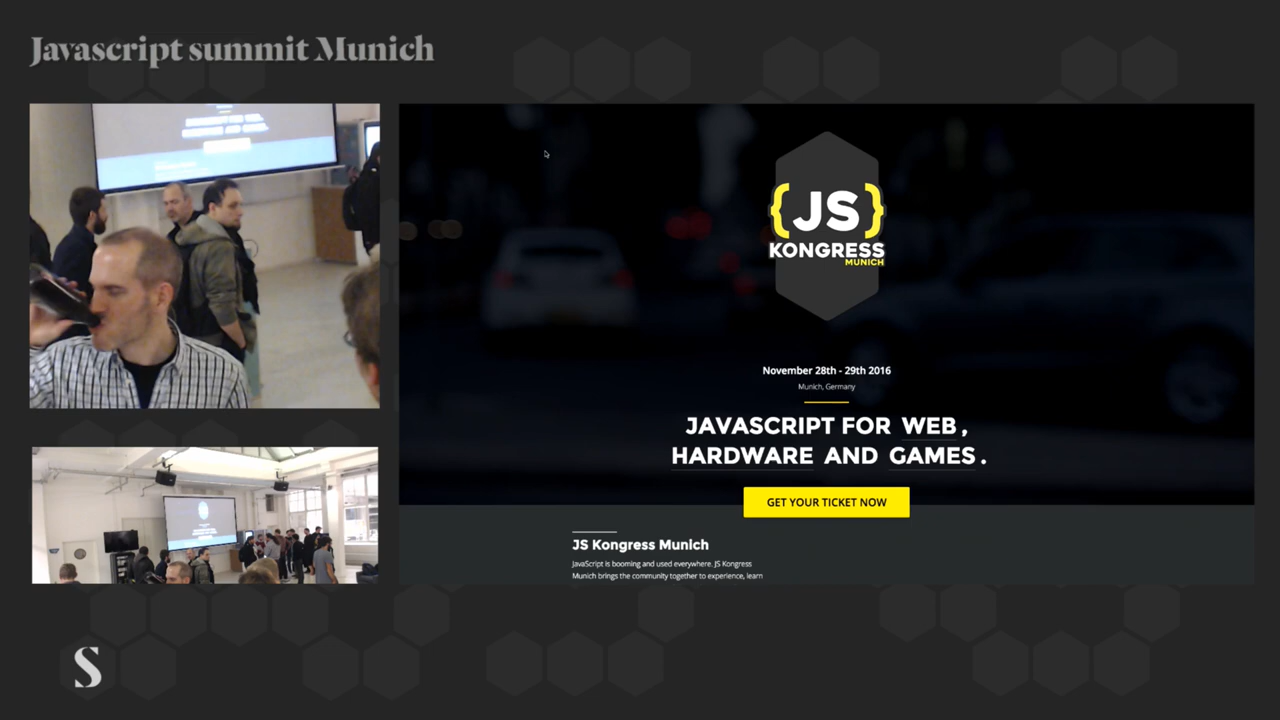 Javascript summit Munich
{JS}
KONGRESS
MUNICH
November 28th - 29th 2016
Munich, Germany
JAVASCRIPT FOR WEB,
HARDWARE AND GAMES.
GET YOUR TICKET NOW
JS Kongress Munich
JavaScript is booming and used everywhere. JS Kongress
Munich brings the community together to experience, learn
S